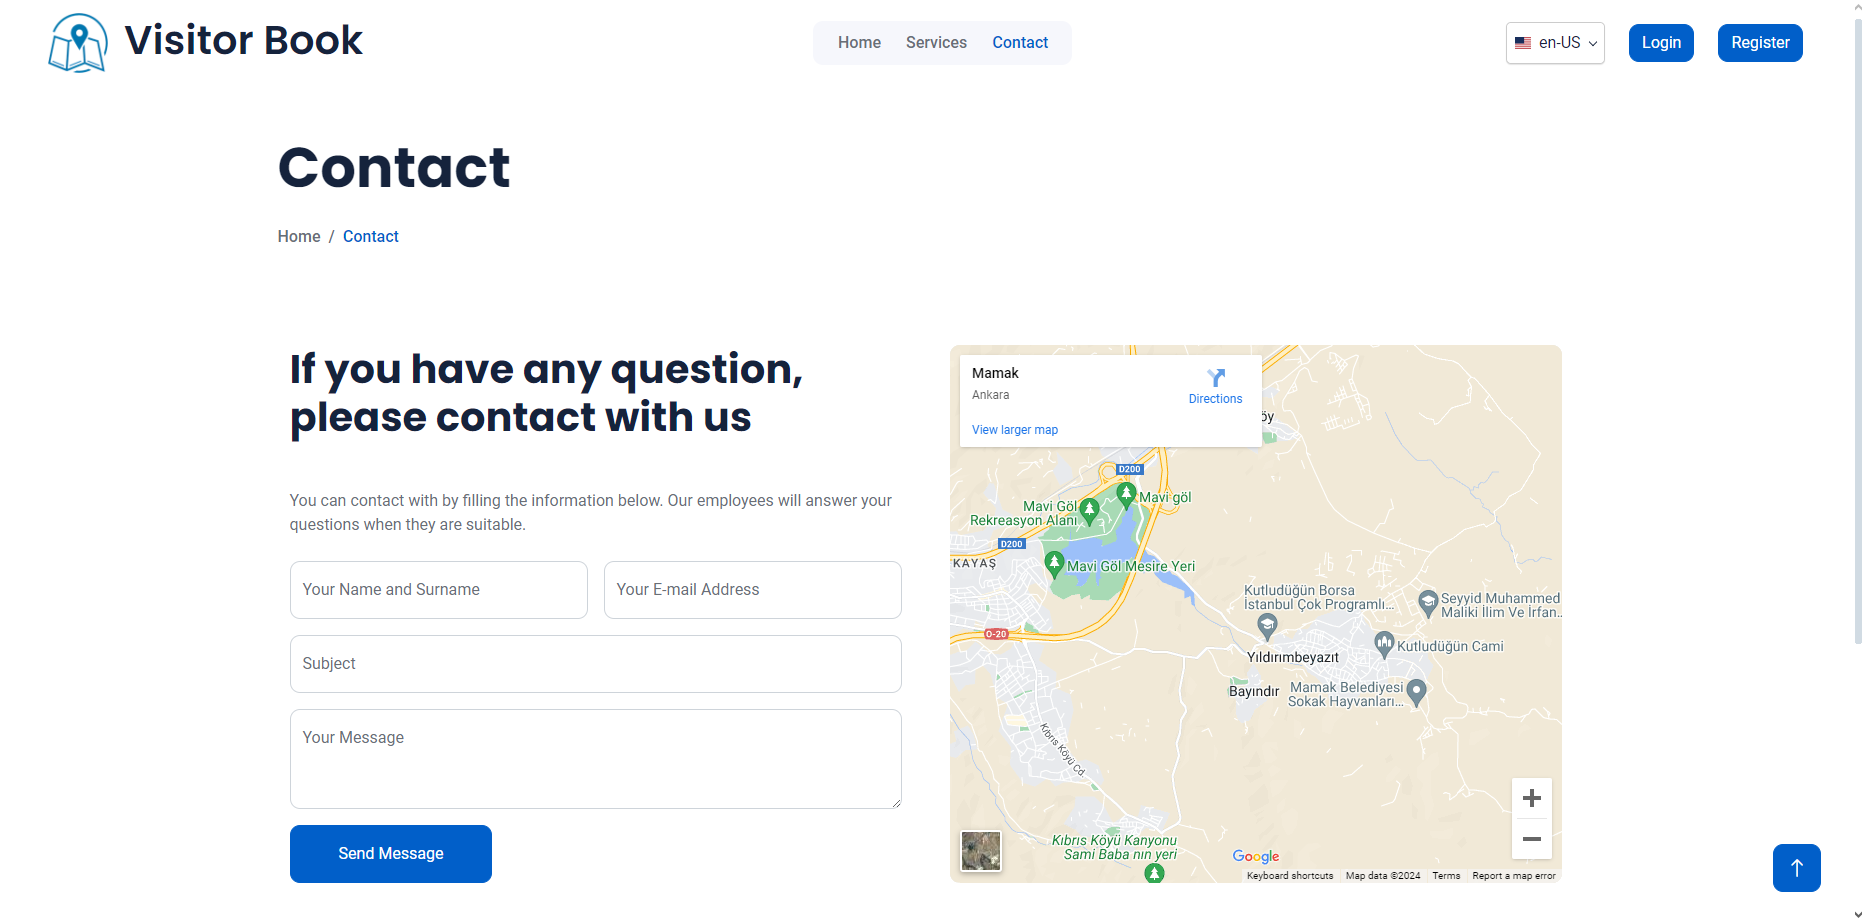 Visitor Book
Home Services Contact
en-US
Login
Register
Contact
Home / Contact
If you have any question,
please contact with us
You can contact with by filling the information below. Our employees will answer your
questions when they are suitable.
Your Name and Surname
Your E-mail Address
Subject
Your Message
Send Message
Mamak
Ankara
Directions
View larger map
öy
D200
Mavi göl
Mavi Göl
Rekreasyon Alanı
D200
KAYAŞ
Mavi Göl Mesire Yeri
Kutludüğün Borsa
İstanbul Çok Programlı...
Seyyid Muhammed
Maliki İlim Ve İrfan...
O-20
Kutludüğün Cami
Yıldırımbeyazıt
Bayındır
Mamak Belediyesi
Sokak Hayvanları...
Kıbrıs Köyü Cd.
Kıbrıs Köyü Kanyonu
Sami Baba nın yeri
Google
Keyboard shortcuts
Map data ©2024
Terms
Report a map error